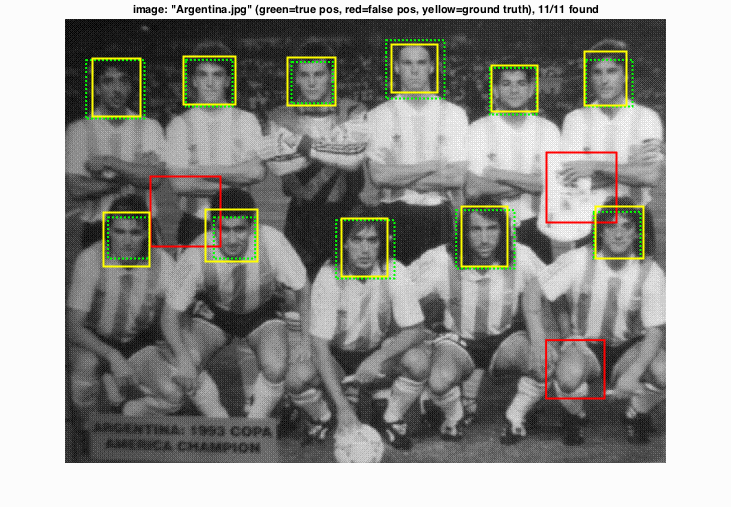 image: "Argentina.jpg" (green=true pos, red=false pos, yellow=ground truth), 11/11 found
ARGENTINA: 1993 COPA
AMERICA CHAMPION